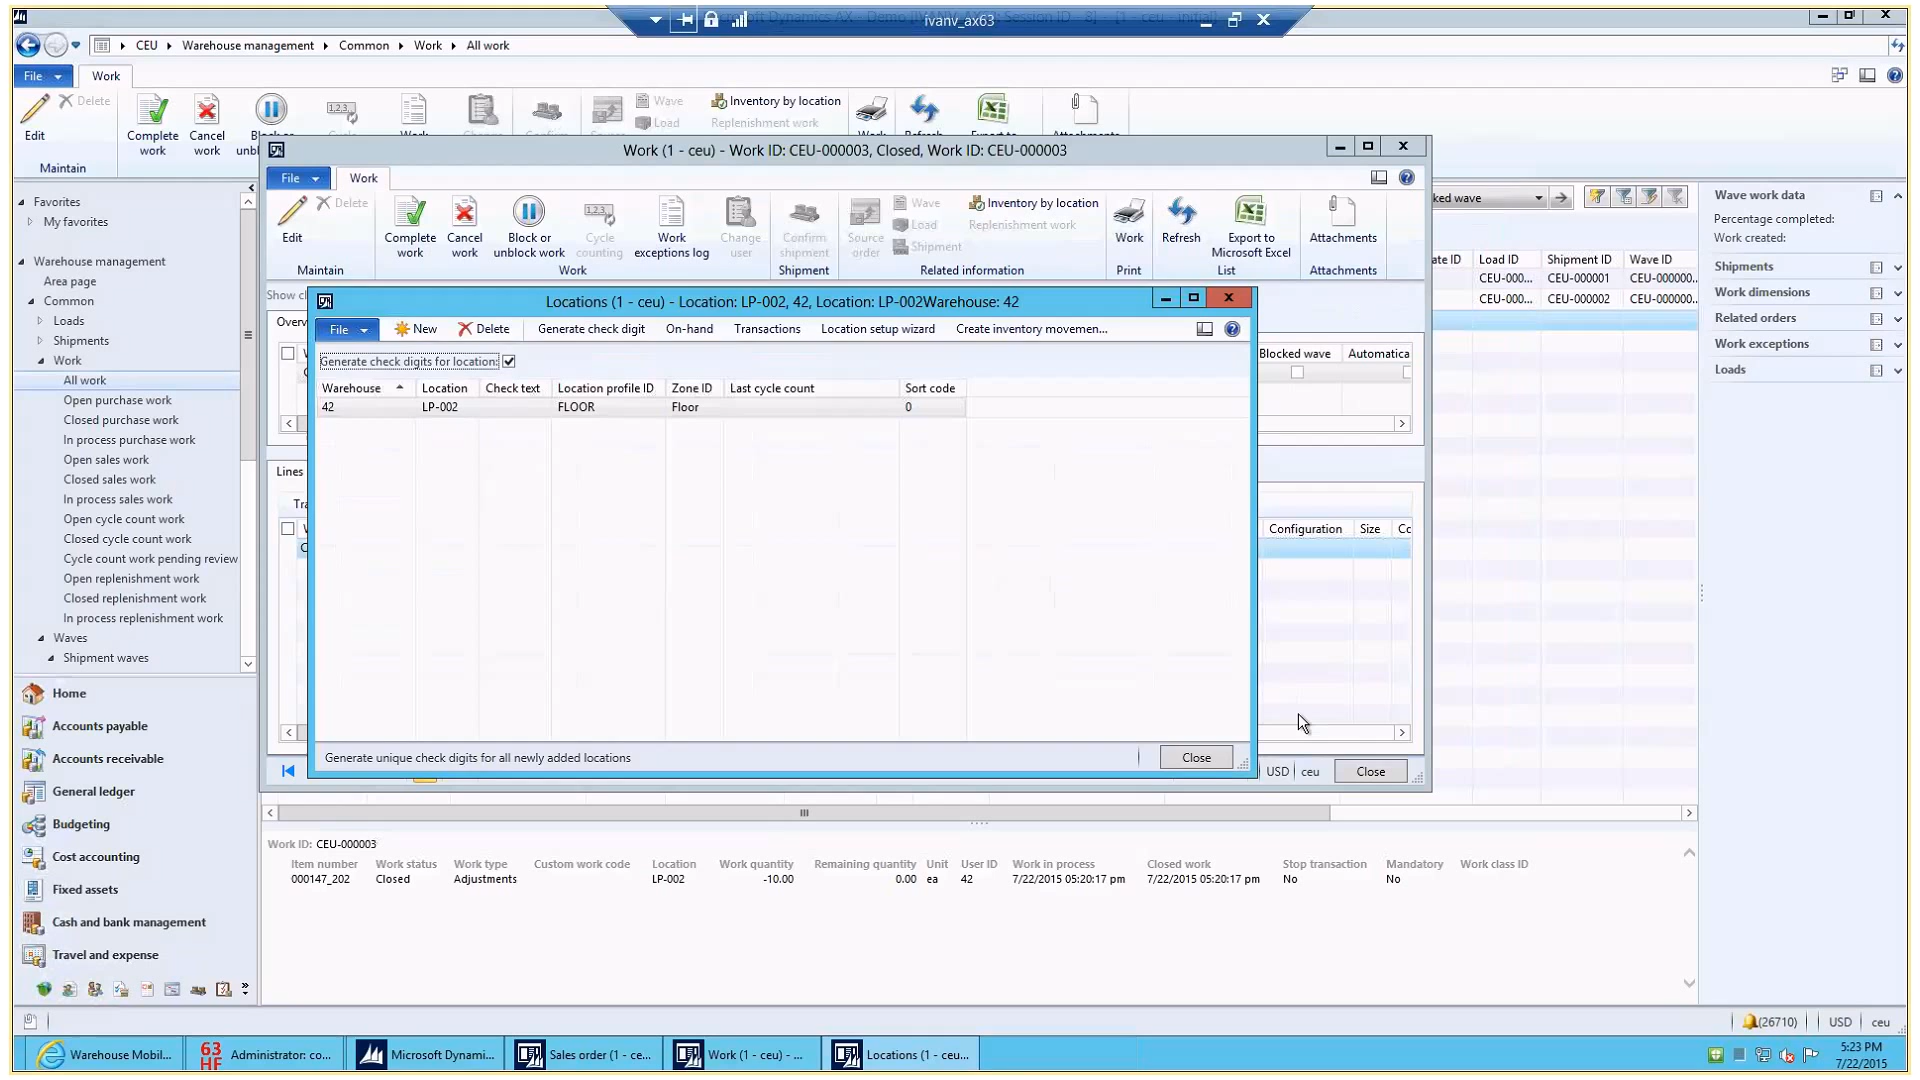 Microsoft Dynamics AX - Demo [IVANV_AX63: Session ID - 8] - [1 - ceu - initial]
ivanv_ax63
CEU Warehouse management Common Work All work
File Work
Edit
Delete
Maintain
Complete work
Cancel work
Block or
Work
Wave
Load
Inventory by location
Replenishment work
Work
Refresh
Export to
Attachments
Work (1 - ceu) - Work ID: CEU-000003, Closed, Work ID: CEU-000003
File Work
Edit
Delete
Maintain
Complete work
Cancel work
Block or unblock work
Cycle counting
Work exceptions log
Work
Change user
Confirm shipment
Shipment
Source order
Wave
Load
Shipment
Inventory by location
Replenishment work
Related information
Work
Print
Refresh
Export to Microsoft Excel
List
Attachments
Attachments
Locations (1 - ceu) - Location: LP-002, 42, Location: LP-002Warehouse: 42
File New Delete Generate check digit On-hand Transactions Location setup wizard Create inventory movemen...
Generate check digits for location:
Warehouse Location Check text Location profile ID Zone ID Last cycle count Sort code
42 LP-002 FLOOR Floor 0
Generate unique check digits for all newly added locations
Close
Show
Overv
Lines
Blocked wave Automatica
Configuration Size Co
USD ceu Close
Favorites
My favorites
Warehouse management
Area page
Common
Loads
Shipments
Work
All work
Open purchase work
Closed purchase work
In process purchase work
Open sales work
Closed sales work
In process sales work
Open cycle count work
Closed cycle count work
Cycle count work pending review
Open replenishment work
Closed replenishment work
In process replenishment work
Waves
Shipment waves
Home
Accounts payable
Accounts receivable
General ledger
Budgeting
Cost accounting
Fixed assets
Cash and bank management
Travel and expense
ked wave
ate ID Load ID Shipment ID Wave ID
CEU-000... CEU-000001 CEU-000000...
CEU-000... CEU-000002 CEU-000000...
Wave work data
Percentage completed:
Work created:
Shipments
Work dimensions
Related orders
Work exceptions
Loads
Work ID: CEU-000003
Item number Work status Work type Custom work code Location Work quantity Remaining quantity Unit User ID Work in process Closed work Stop transaction Mandatory Work class ID
000147_202 Closed Adjustments LP-002 -10.00 0.00 ea 42 7/22/2015 05:20:17 pm 7/22/2015 05:20:17 pm No No
(26710) USD ceu
Warehouse Mobil...
63 HF
Administrator: co...
Microsoft Dynami...
Sales order (1 - ce...
Work (1 - ceu) - ...
Locations (1 - ceu...
5:23 PM
7/22/2015